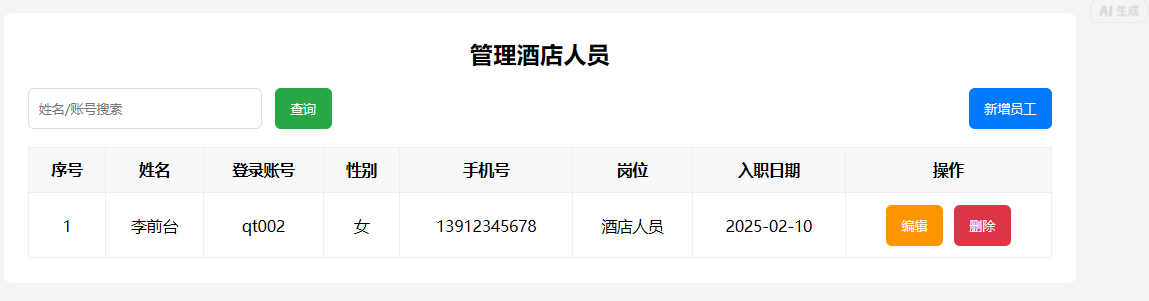 AI 生成
管理酒店人员
姓名/账号搜索 查询 新增员工
序号 姓名 登录账号 性别 手机号 岗位 入职日期 操作
1 李前台 qt002 女 13912345678 酒店人员 2025-02-10 编辑 删除